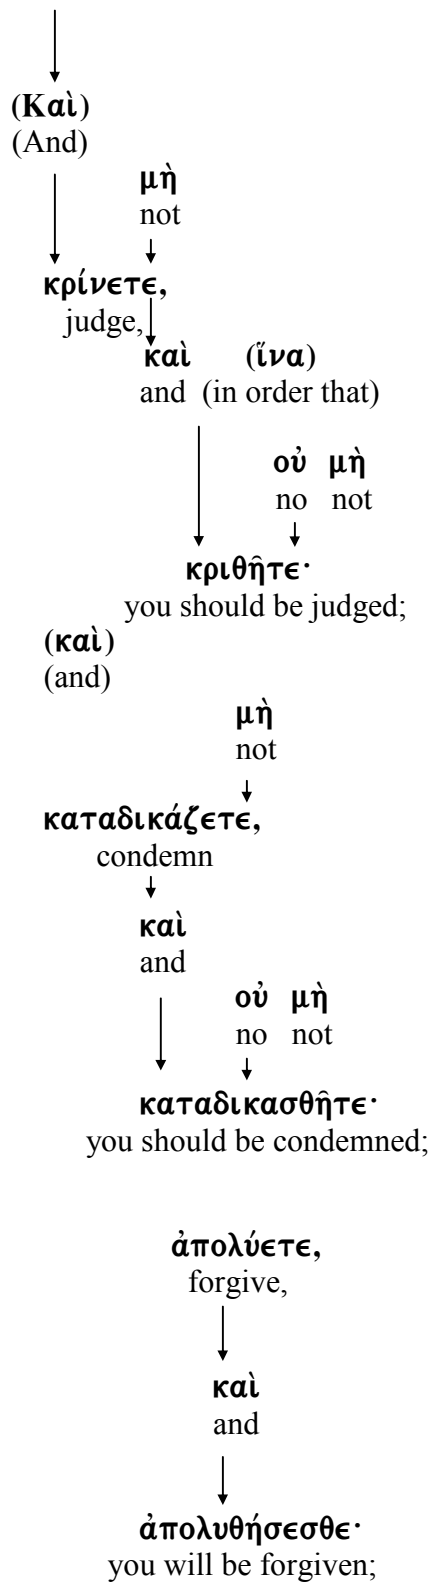 (Καὶ)
(And)
μὴ
not
κρίνετε,
judge,
καὶ (ἵνα)
and (in order that)
οὐ μὴ
no not
κριθῆτε·
you should be judged;
(καὶ)
(and)
μὴ
not
καταδικάζετε,
condemn
καὶ
and
οὐ μὴ
no not
καταδικασθῆτε·
you should be condemned;
ἀπολύετε,
forgive,
καὶ
and
ἀπολυθήσεσθε·
you will be forgiven;